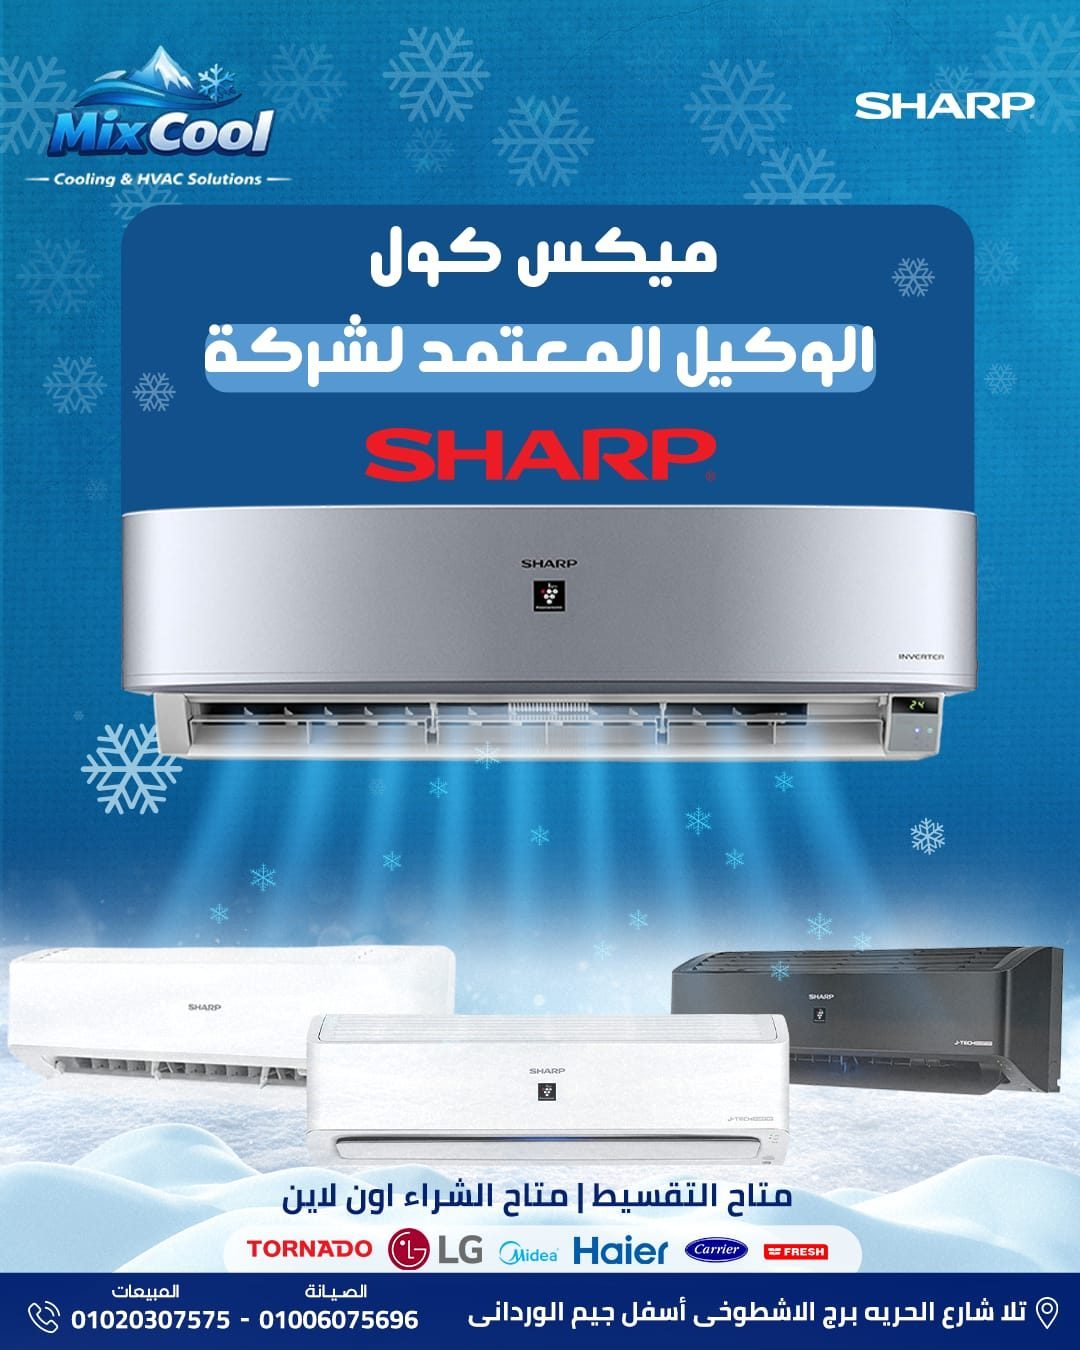 MixCool
Cooling & HVAC Solutions
SHARP
ميكس كول
الوكيل المعتمد لشركة
SHARP
SHARP
INVERTER
24
SHARP
SHARP
J-TECH
SHARP
J-TECH
متاح التقسيط | متاح الشراء اون لاين
TORNADO LG Midea Haier Carrier FRESH
المبيعات الصيانة
01020307575 - 01006075696
تلا شارع الحريه برج الاشطوخى أسفل جيم الوردانى